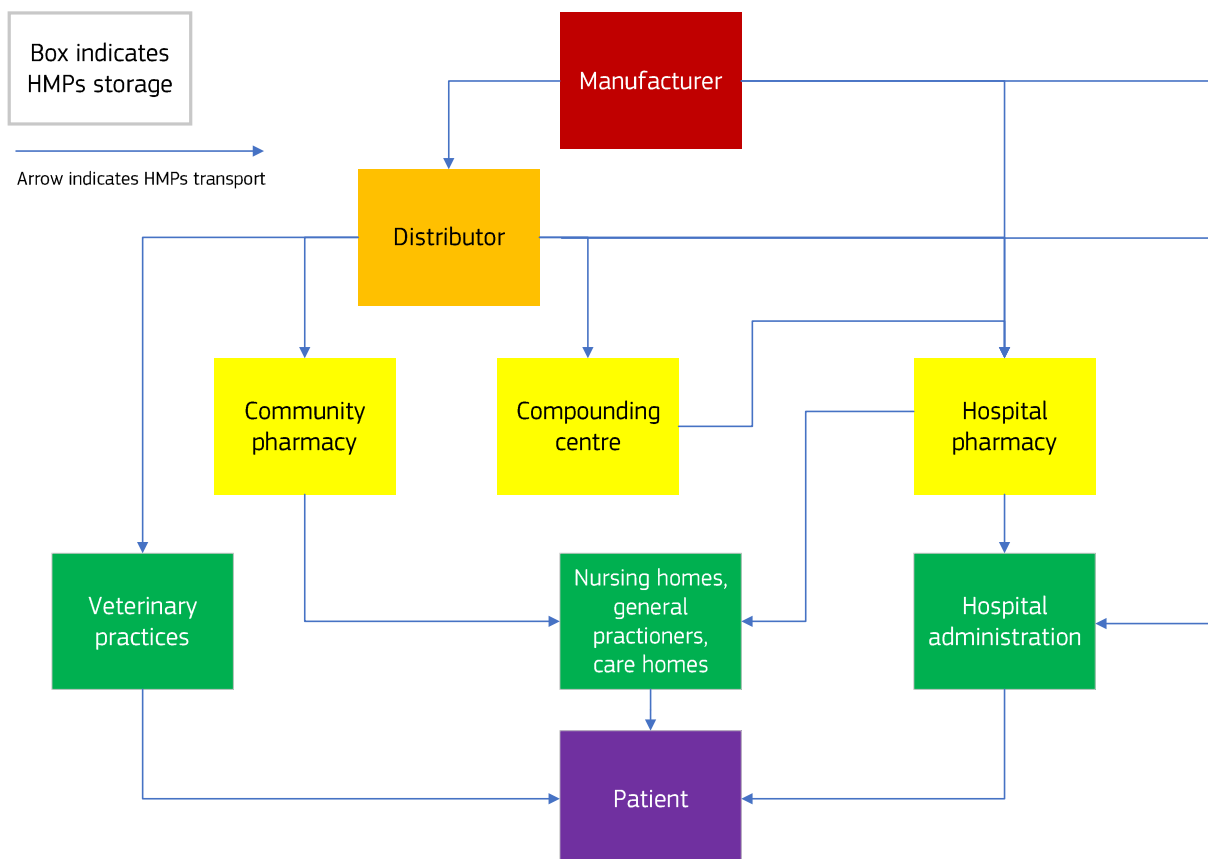 Box indicates
HMPs storage
Arrow indicates HMPs transport
Manufacturer
Distributor
Community
pharmacy
Compounding
centre
Hospital
pharmacy
Veterinary
practices
Nursing homes,
general
practioners,
care homes
Hospital
administration
Patient